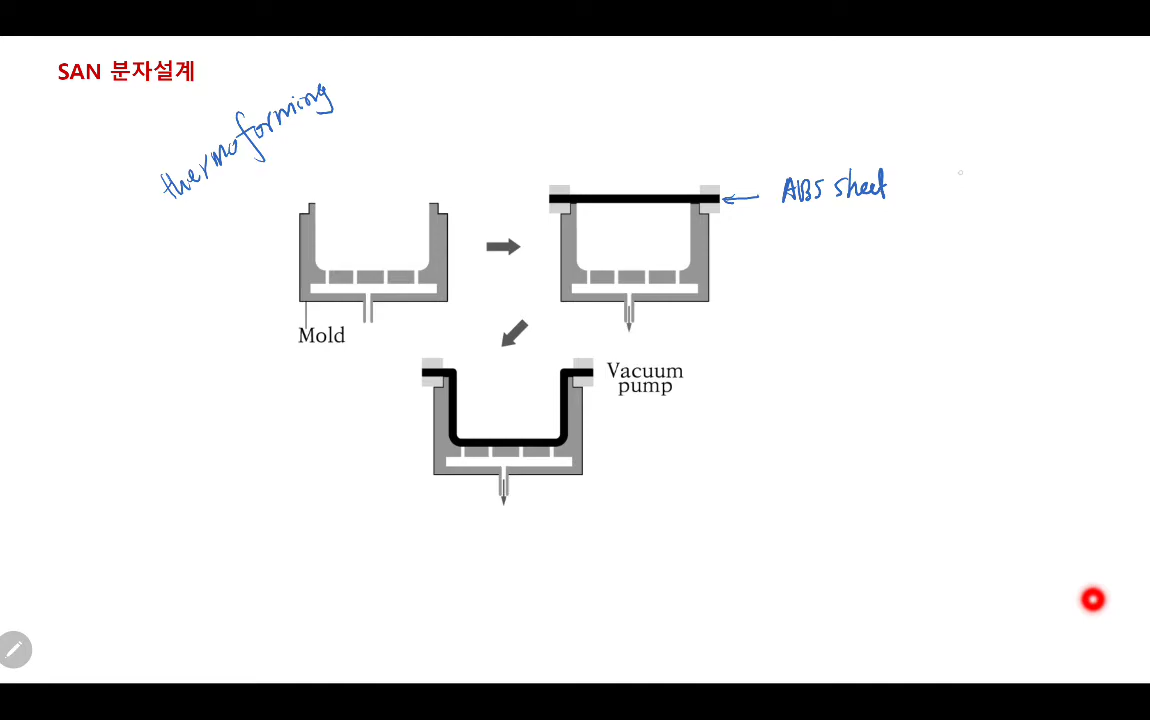 SAN 분자설계
thermoforming
ABS sheet
Mold
Vacuum
pump